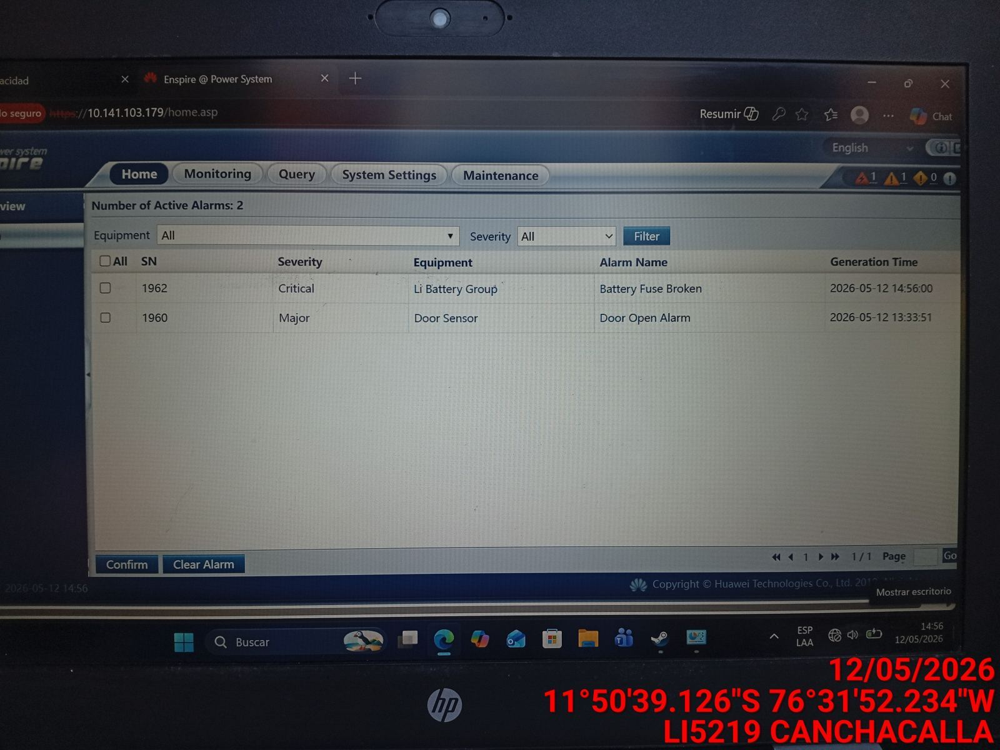 acidad
Enspire @ Power System
lo seguro https://10.141.103.179/home.asp
Resumir
Chat
wer system
English
Home Monitoring Query System Settings Maintenance
1 1 0
view
Number of Active Alarms: 2
Equipment All Severity All Filter
All SN Severity Equipment Alarm Name Generation Time
1962 Critical Li Battery Group Battery Fuse Broken 2026-05-12 14:56:00
1960 Major Door Sensor Door Open Alarm 2026-05-12 13:33:51
Confirm Clear Alarm
1 1 / 1 Page Go
2026-05-12 14:56
Copyright © Huawei Technologies Co., Ltd.
Mostrar escritorio
Buscar
ESP
LAA
14:56
12/05/2026
hp
12/05/2026
11°50'39.126"S 76°31'52.234"W
LI5219 CANCHACALLA